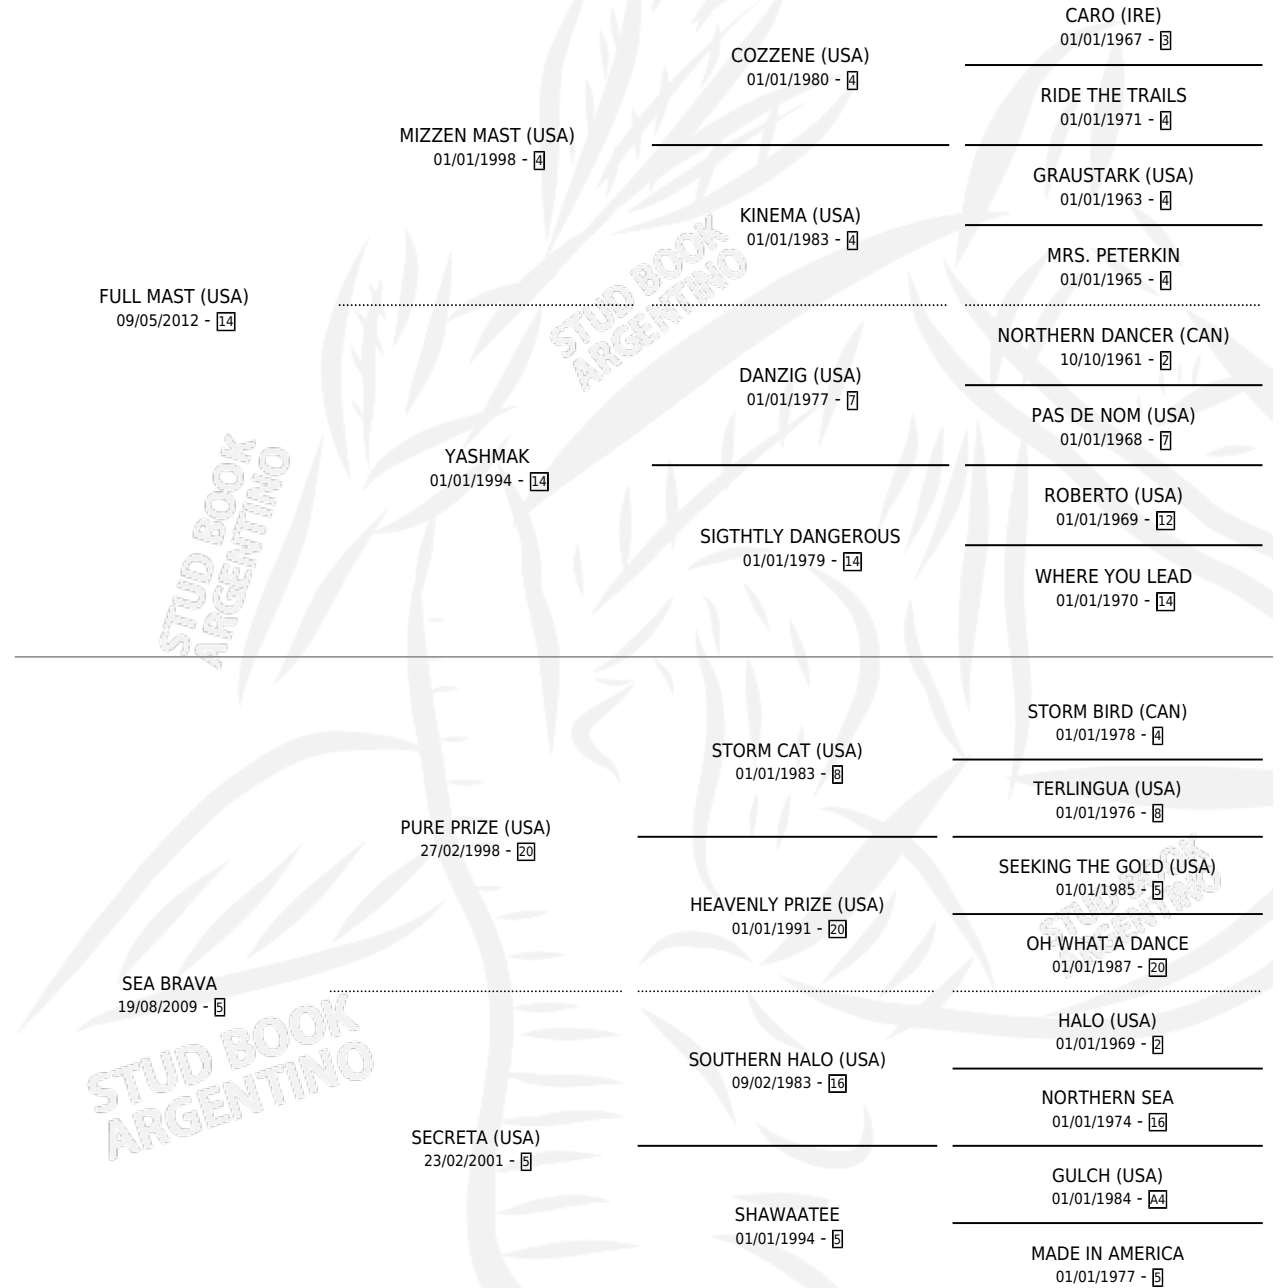 CARO (IRE)
01/01/1967 - 3
COZZENE (USA)
01/01/1980 - 4
RIDE THE TRAILS
01/01/1971 - 4
MIZZEN MAST (USA)
01/01/1998 - 4
GRAUSTARK (USA)
01/01/1963 - 4
KINEMA (USA)
01/01/1983 - 4
MRS. PETERKIN
01/01/1965 - 4
FULL MAST (USA)
09/05/2012 - 14
STUD BOOK
ARGENTINO
NORTHERN DANCER (CAN)
10/10/1961 - 2
DANZIG (USA)
01/01/1977 - 7
PAS DE NOM (USA)
01/01/1968 - 7
YASHMAK
01/01/1994 - 14
ROBERTO (USA)
01/01/1969 - 12
SIGTHTLY DANGEROUS
01/01/1979 - 14
WHERE YOU LEAD
01/01/1970 - 14
STUD BOOK
ARGENTINO
STORM BIRD (CAN)
01/01/1978 - 4
STORM CAT (USA)
01/01/1983 - 8
TERLINGUA (USA)
01/01/1976 - 8
PURE PRIZE (USA)
27/02/1998 - 20
SEEKING THE GOLD (USA)
01/01/1985 - 5
HEAVENLY PRIZE (USA)
01/01/1991 - 20
STUD BOOK
ARGENTINO
OH WHAT A DANCE
01/01/1987 - 20
SEA BRAVA
19/08/2009 - 5
HALO (USA)
01/01/1969 - 2
SOUTHERN HALO (USA)
09/02/1983 - 16
NORTHERN SEA
01/01/1974 - 16
STUD BOOK
ARGENTINO
SECRETA (USA)
23/02/2001 - 5
GULCH (USA)
01/01/1984 - A4
SHAWAATEE
01/01/1994 - 5
MADE IN AMERICA
01/01/1977 - 5